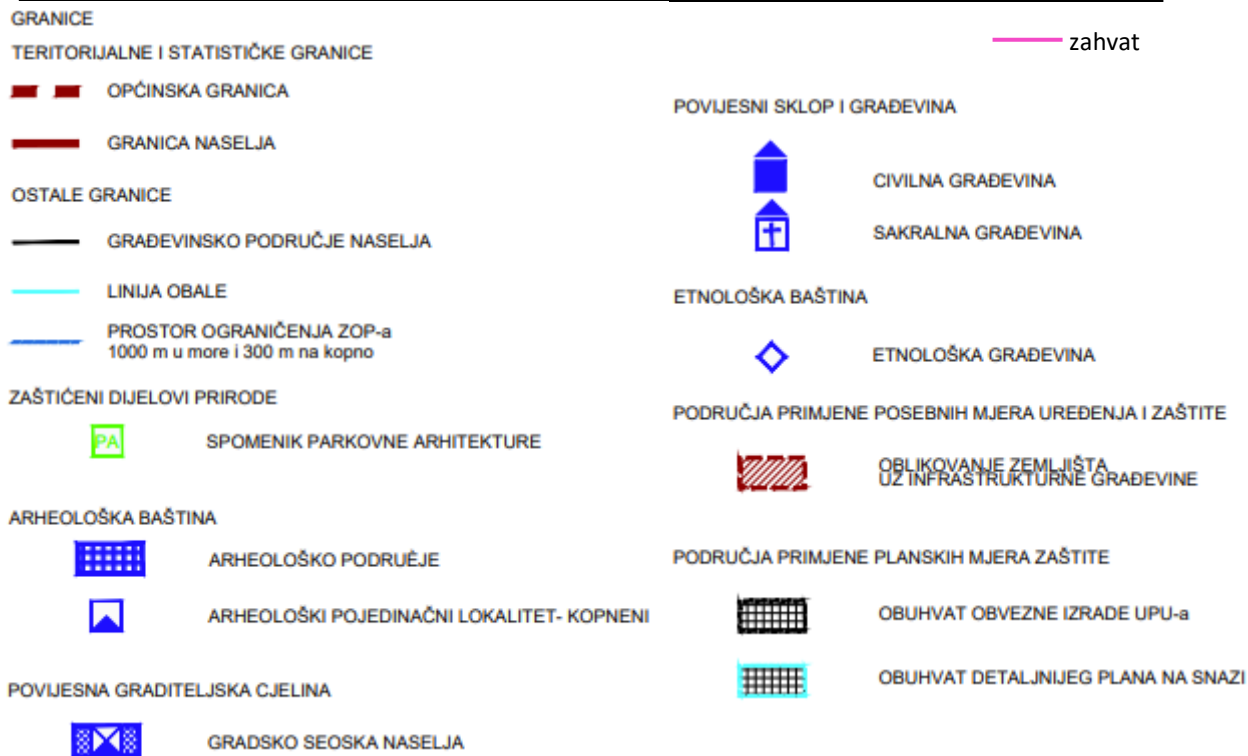 GRANICE
TERITORIJALNE I STATISTIČKE GRANICE
OPĆINSKA GRANICA
GRANICA NASELJA
OSTALE GRANICE
GRAĐEVINSKO PODRUČJE NASELJA
LINIJA OBALE
PROSTOR OGRANIČENJA ZOP-a
1000 m u more i 300 m na kopno
ZAŠTIĆENI DIJELOVI PRIRODE
PA
SPOMENIK PARKOVNE ARHITEKTURE
ARHEOLOŠKA BAŠTINA
ARHEOLOŠKO PODRUÈJE
ARHEOLOŠKI POJEDINAČNI LOKALITET- KOPNENI
POVIJESNA GRADITELJSKA CJELINA
GRADSKO SEOSKA NASELJA
zahvat
POVIJESNI SKLOP I GRAĐEVINA
CIVILNA GRAĐEVINA
SAKRALNA GRAĐEVINA
ETNOLOŠKA BAŠTINA
ETNOLOŠKA GRAĐEVINA
PODRUČJA PRIMJENE POSEBNIH MJERA UREĐENJA I ZAŠTITE
OBLIKOVANJE ZEMLJIŠTA
UZ INFRASTRUKTURNE GRAĐEVINE
PODRUČJA PRIMJENE PLANSKIH MJERA ZAŠTITE
OBUHVAT OBVEZNE IZRADE UPU-a
OBUHVAT DETALJNIJEG PLANA NA SNAZI